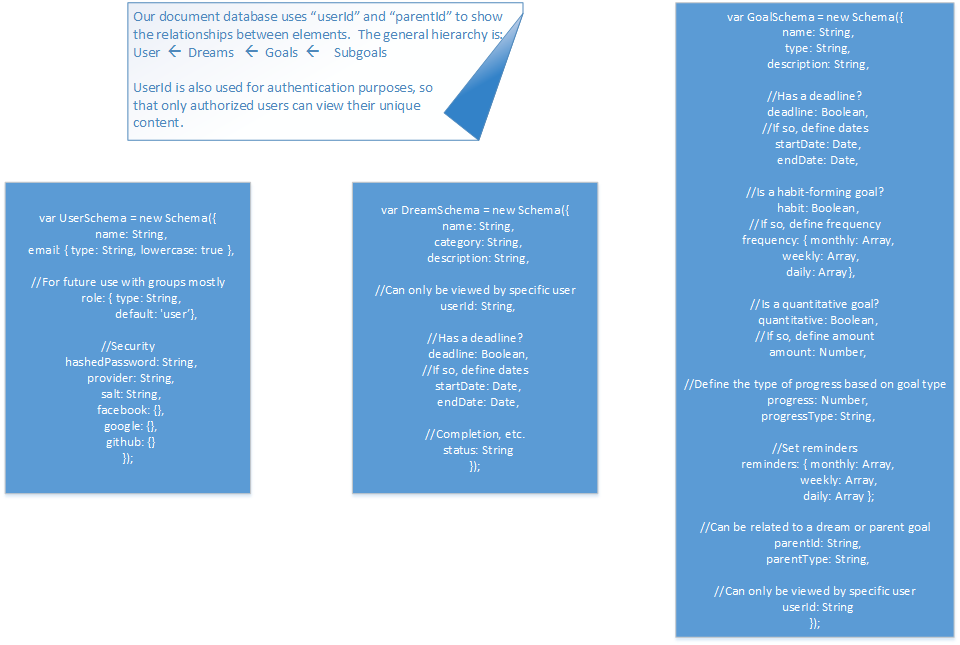 Our document database uses “userId” and “parentId” to show
the relationships between elements.  The general hierarchy is:
User ← Dreams ← Goals ← Subgoals
UserId is also used for authentication purposes, so
that only authorized users can view their unique
content.
var UserSchema = new Schema({
name: String,
email: { type: String, lowercase: true },
//For future use with groups mostly
role: { type: String,
default: 'user'},
//Security
hashedPassword: String,
provider: String,
salt: String,
facebook: {},
google: {},
github: {}
});
var DreamSchema = new Schema({
name: String,
category: String,
description: String,
//Can only be viewed by specific user
userId: String,
//Has a deadline?
deadline: Boolean,
//If so, define dates
startDate: Date,
endDate: Date,
//Completion, etc.
status: String
});
var GoalSchema = new Schema({
name: String,
type: String,
description: String,
//Has a deadline?
deadline: Boolean,
//If so, define dates
startDate: Date,
endDate: Date,
//Is a habit-forming goal?
habit: Boolean,
//If so, define frequency
frequency: { monthly: Array,
weekly: Array,
daily: Array},
//Is a quantitative goal?
quantitative: Boolean,
//If so, define amount
amount: Number,
//Define the type of progress based on goal type
progress: Number,
progressType: String,
//Set reminders
reminders: { monthly: Array,
weekly: Array,
daily: Array };
//Can be related to a dream or parent goal
parentId: String,
parentType: String,
//Can only be viewed by specific user
userId: String
});